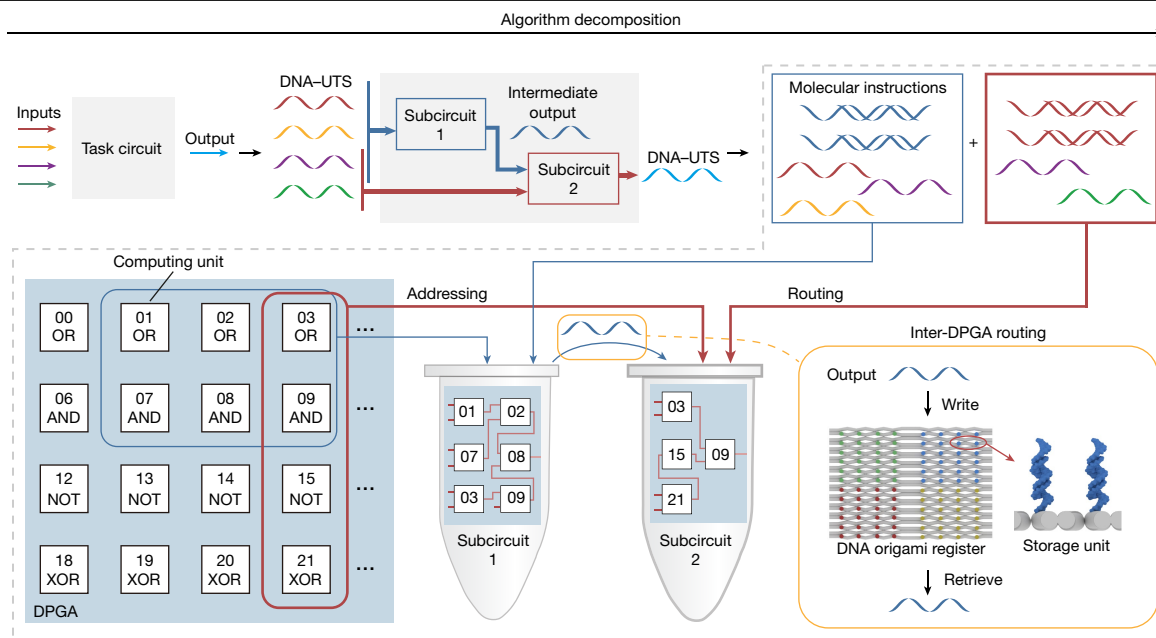 Algorithm decomposition
Inputs
Task circuit
Output
DNA–UTS
Subcircuit
1
Intermediate
output
Subcircuit
2
DNA–UTS
Molecular instructions
+
Computing unit
00
OR
01
OR
02
OR
03
OR
...
06
AND
07
AND
08
AND
09
AND
...
12
NOT
13
NOT
14
NOT
15
NOT
...
18
XOR
19
XOR
20
XOR
21
XOR
...
DPGA
Addressing
Routing
01
02
07
08
03
09
Subcircuit
1
03
15
09
21
Subcircuit
2
Inter-DPGA routing
Output
Write
DNA origami register
Storage unit
Retrieve